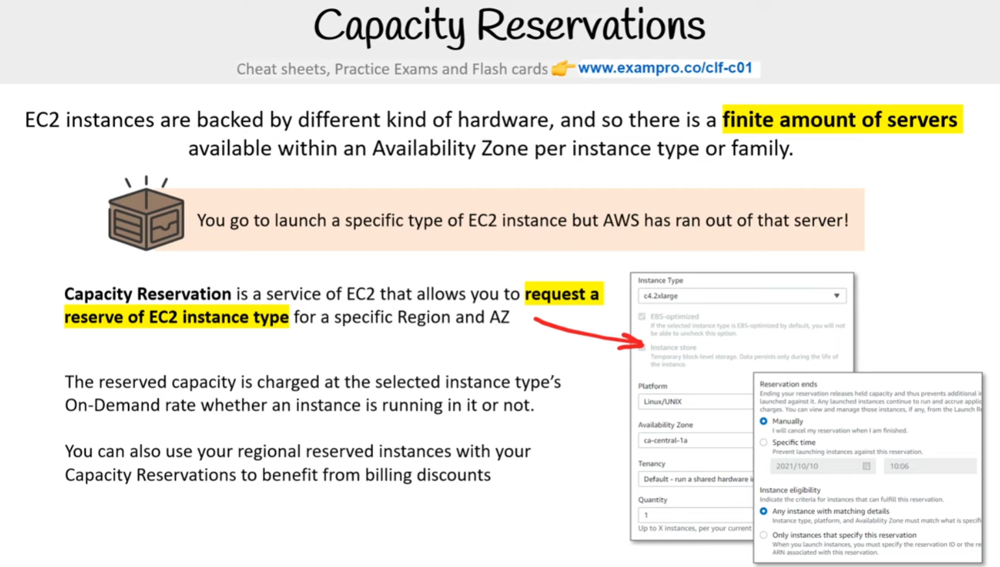 Capacity Reservations
Cheat sheets, Practice Exams and Flash cards 👉 www.exampro.co/clf-c01
EC2 instances are backed by different kind of hardware, and so there is a finite amount of servers
available within an Availability Zone per instance type or family.
You go to launch a specific type of EC2 instance but AWS has ran out of that server!
Capacity Reservation is a service of EC2 that allows you to request a
reserve of EC2 instance type for a specific Region and AZ
The reserved capacity is charged at the selected instance type's
On-Demand rate whether an instance is running in it or not.
You can also use your regional reserved instances with your
Capacity Reservations to benefit from billing discounts
Instance Type
c4.2xlarge
EBS-optimized
If the selected instance type is EBS-optimized by default, you will not
be able to uncheck this option.
Instance store
Temporary block-level storage. Data persists only during the life of
the instance.
Platform
Linux/UNIX
Availability Zone
ca-central-1a
Tenancy
Default - run a shared hardware
Quantity
1
Up to X instances, per your current
Reservation ends
Ending your reservation releases held capacity and thus prevents additional
launched against it. Any launched instances continue to run and accrue
charges. You can view and manage those instances, if any, from the Launch
Manually
I will cancel my reservation when I am finished.
Specific time
Prevent launching instances against this reservation.
2021/10/10
10:06
Instance eligibility
Indicate the criteria for instances that can fulfill this reservation.
Any instance with matching details
Instance type, platform, and Availability Zone must match what is
Only instances that specify this reservation
When you launch instances, you must specify the reservation ID or the
ARN associated with this reservation.